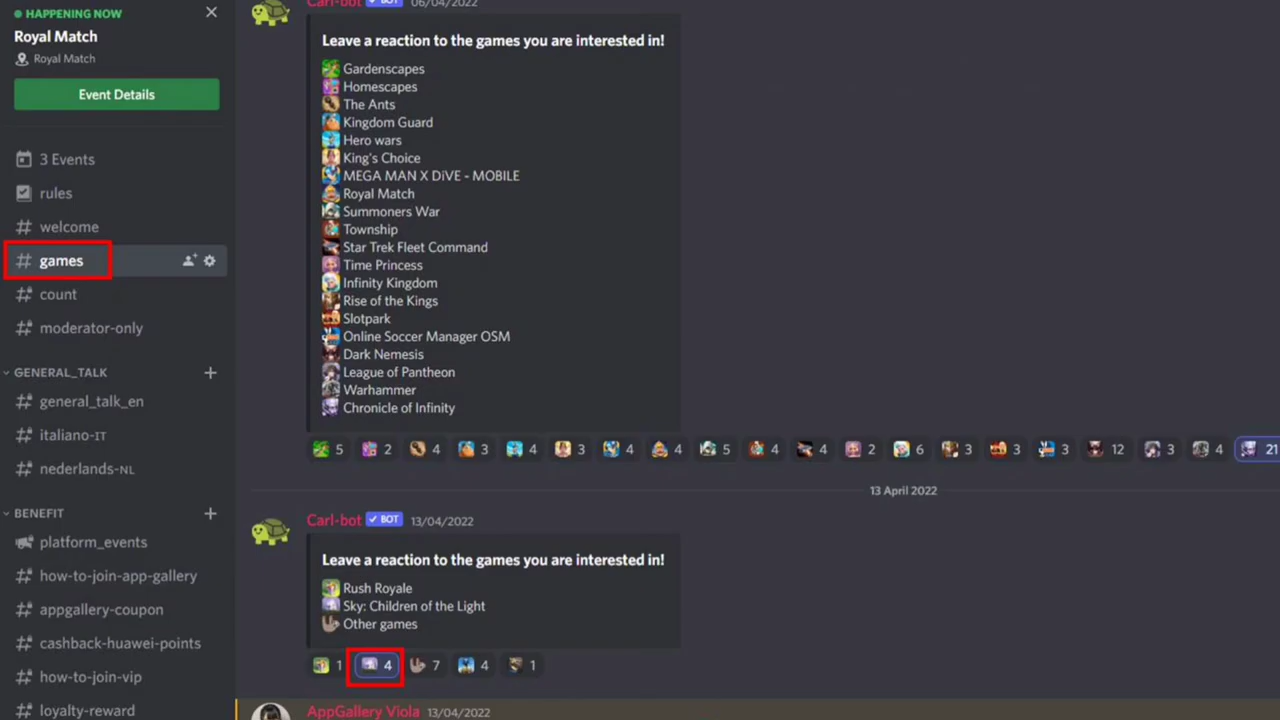 HAPPENING NOW
Royal Match
Royal Match
Event Details
3 Events
rules
welcome
games
count
moderator-only
GENERAL_TALK
general_talk_en
italiano-IT
nederlands-NL
BENEFIT
platform_events
how-to-join-app-gallery
appgallery-coupon
cashback-huawei-points
how-to-join-vip
loyalty-reward
Carl-bot BOT 06/04/2022
Leave a reaction to the games you are interested in!
Gardenscapes
Homescapes
The Ants
Kingdom Guard
Hero wars
King's Choice
MEGA MAN X DiVE - MOBILE
Royal Match
Summoners War
Township
Star Trek Fleet Command
Time Princess
Infinity Kingdom
Rise of the Kings
Slotpark
Online Soccer Manager OSM
Dark Nemesis
League of Pantheon
Warhammer
Chronicle of Infinity
5 2 4 3 4 3 4 4 5 4 4 2 6 3 3 3 12 3 4 21
13 April 2022
Carl-bot BOT 13/04/2022
Leave a reaction to the games you are interested in!
Rush Royale
Sky: Children of the Light
Other games
1 4 7 4 1
AppGallery Viola 13/04/2022